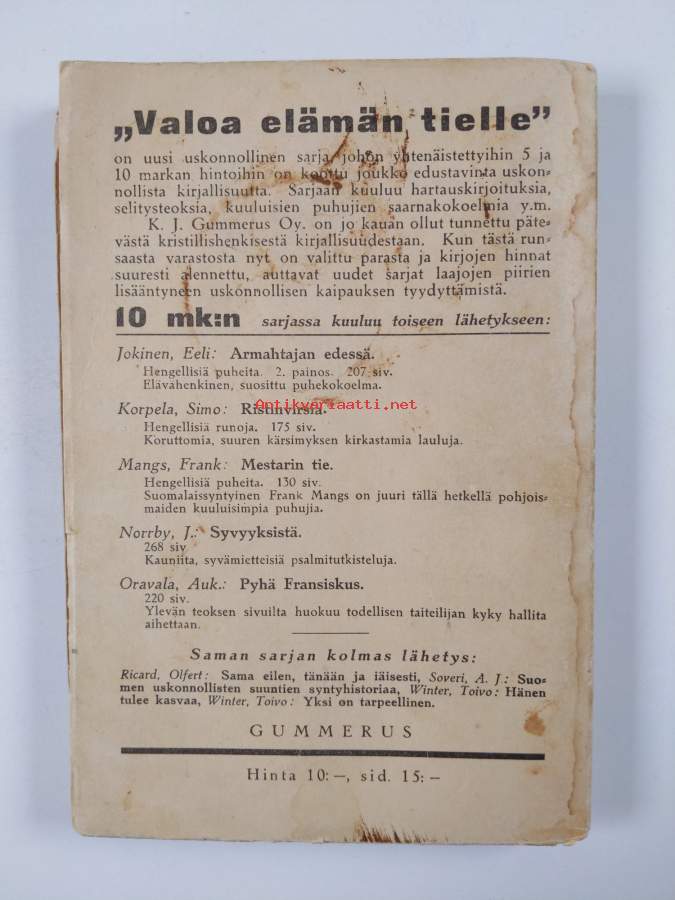 „Valoa elämän tielle”
on uusi uskonnollinen sarja, johon yhtenäistettyihin 5 ja
10 markan hintoihin on koottu joukko edustavinta uskon=
nollista kirjallisuutta. Sarjaan kuuluu hartauskirjoituksia,
selitysteoksia, kuuluisien puhujien saarnakokoelmia y.m.
K. J. Gummerus Oy. on jo kauan ollut tunnettu päte=
västä kristillishenkisestä kirjallisuudestaan. Kun tästä run=
saasta varastosta nyt on valittu parasta ja kirjojen hinnat
suuresti alennettu, auttavat uudet sarjat laajojen piirien
lisääntyneen uskonnollisen kaipauksen tyydyttämistä.
10 mk:n sarjassa kuuluu toiseen lähetykseen:
Jokinen, Eeli: Armahtajan edessä.
Hengellisiä puheita. 2. painos. 207 siv.
Elävähenkinen, suosittu puhekokoelma.
Antikvariaatti.net
Korpela, Simo: Ristinvirsiä.
Hengellisiä runoja. 175 siv.
Koruttomia, suuren kärsimyksen kirkastamia lauluja.
Mangs, Frank: Mestarin tie.
Hengellisiä puheita. 130 siv.
Suomalaissyntyinen Frank Mangs on juuri tällä hetkellä pohjois=
maiden kuuluisimpia puhujia.
Norrby, J.: Syvyyksistä.
268 siv
Kauniita, syvämietteisiä psalmitutkisteluja.
Oravala, Auk.: Pyhä Fransiskus.
220 siv.
Ylevän teoksen sivuilta huokuu todellisen taiteilijan kyky hallita
aihettaan.
Saman sarjan kolmas lähetys:
Ricard, Olfert: Sama eilen, tänään ja iäisesti, Soveri, A. J.: Suo=
men uskonnollisten suuntien syntyhistoriaa, Winter, Toivo: Hänen
tulee kasvaa, Winter, Toivo: Yksi on tarpeellinen.
GUMMERUS
Hinta 10:—, sid. 15:—